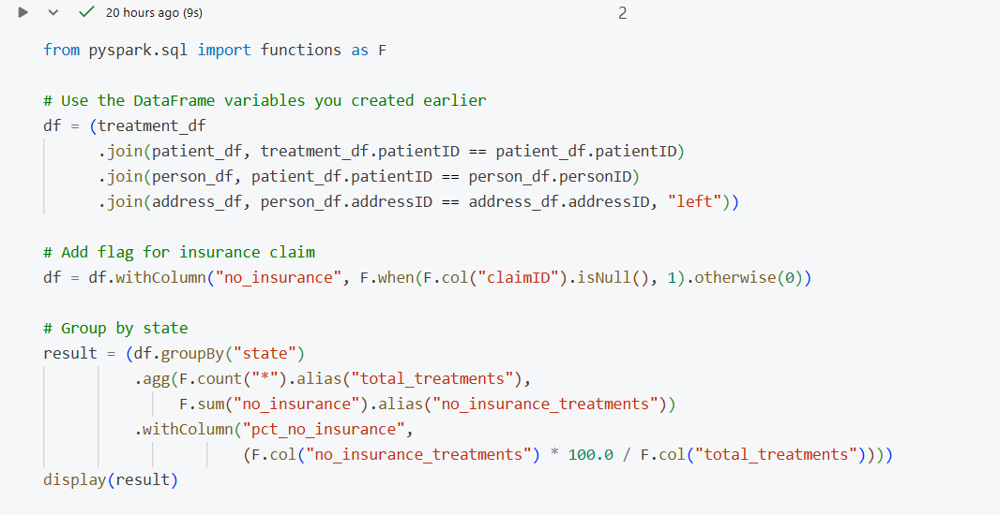 20 hours ago (9s)
2
from pyspark.sql import functions as F
# Use the DataFrame variables you created earlier
df = (treatment_df
      .join(patient_df, treatment_df.patientID == patient_df.patientID)
      .join(person_df, patient_df.patientID == person_df.personID)
      .join(address_df, person_df.addressID == address_df.addressID, "left"))
# Add flag for insurance claim
df = df.withColumn("no_insurance", F.when(F.col("claimID").isNull(), 1).otherwise(0))
# Group by state
result = (df.groupBy("state")
          .agg(F.count("*").alias("total_treatments"),
               F.sum("no_insurance").alias("no_insurance_treatments"))
          .withColumn("pct_no_insurance",
                      (F.col("no_insurance_treatments") * 100.0 / F.col("total_treatments"))))
display(result)